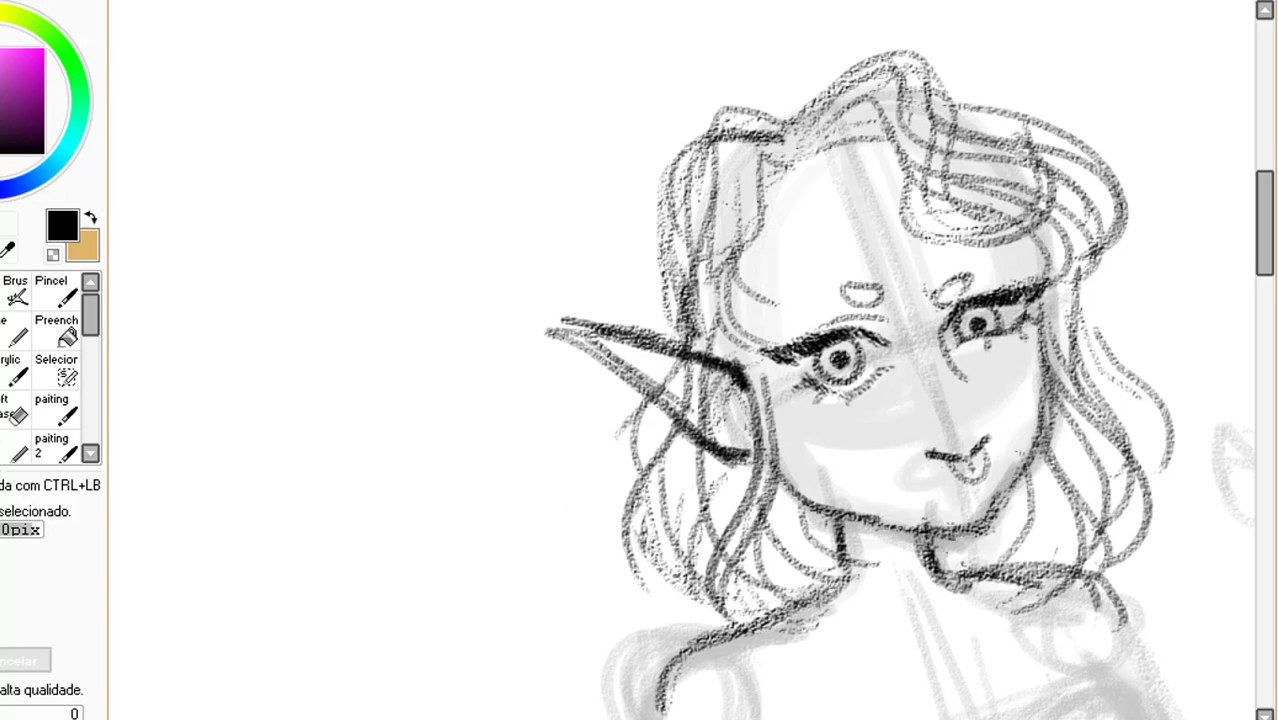 Brus Pincel
e Preench
rylic Selecior
ft paiting
ase
paiting
2
da com CTRL+LB
selecionado.
0pix
ncelar
alta qualidade.
0